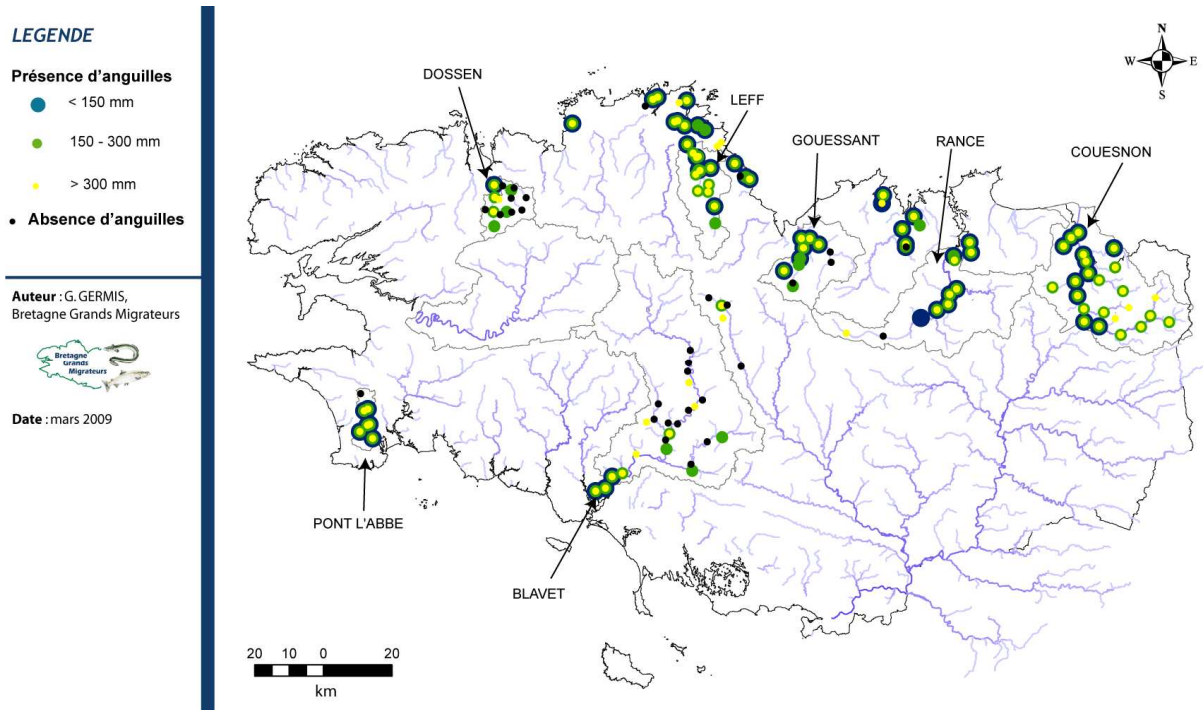 LEGENDE
Présence d'anguilles
< 150 mm
150 - 300 mm
> 300 mm
Absence d'anguilles
Auteur : G. GERMIS,
Bretagne Grands Migrateurs
Bretagne
Grands
Migrateurs
Date : mars 2009
DOSSEN
LEFF
GOUESSANT
RANCE
COUESNON
PONT L'ABBE
BLAVET
N
W
E
S
20 10 0 20
km